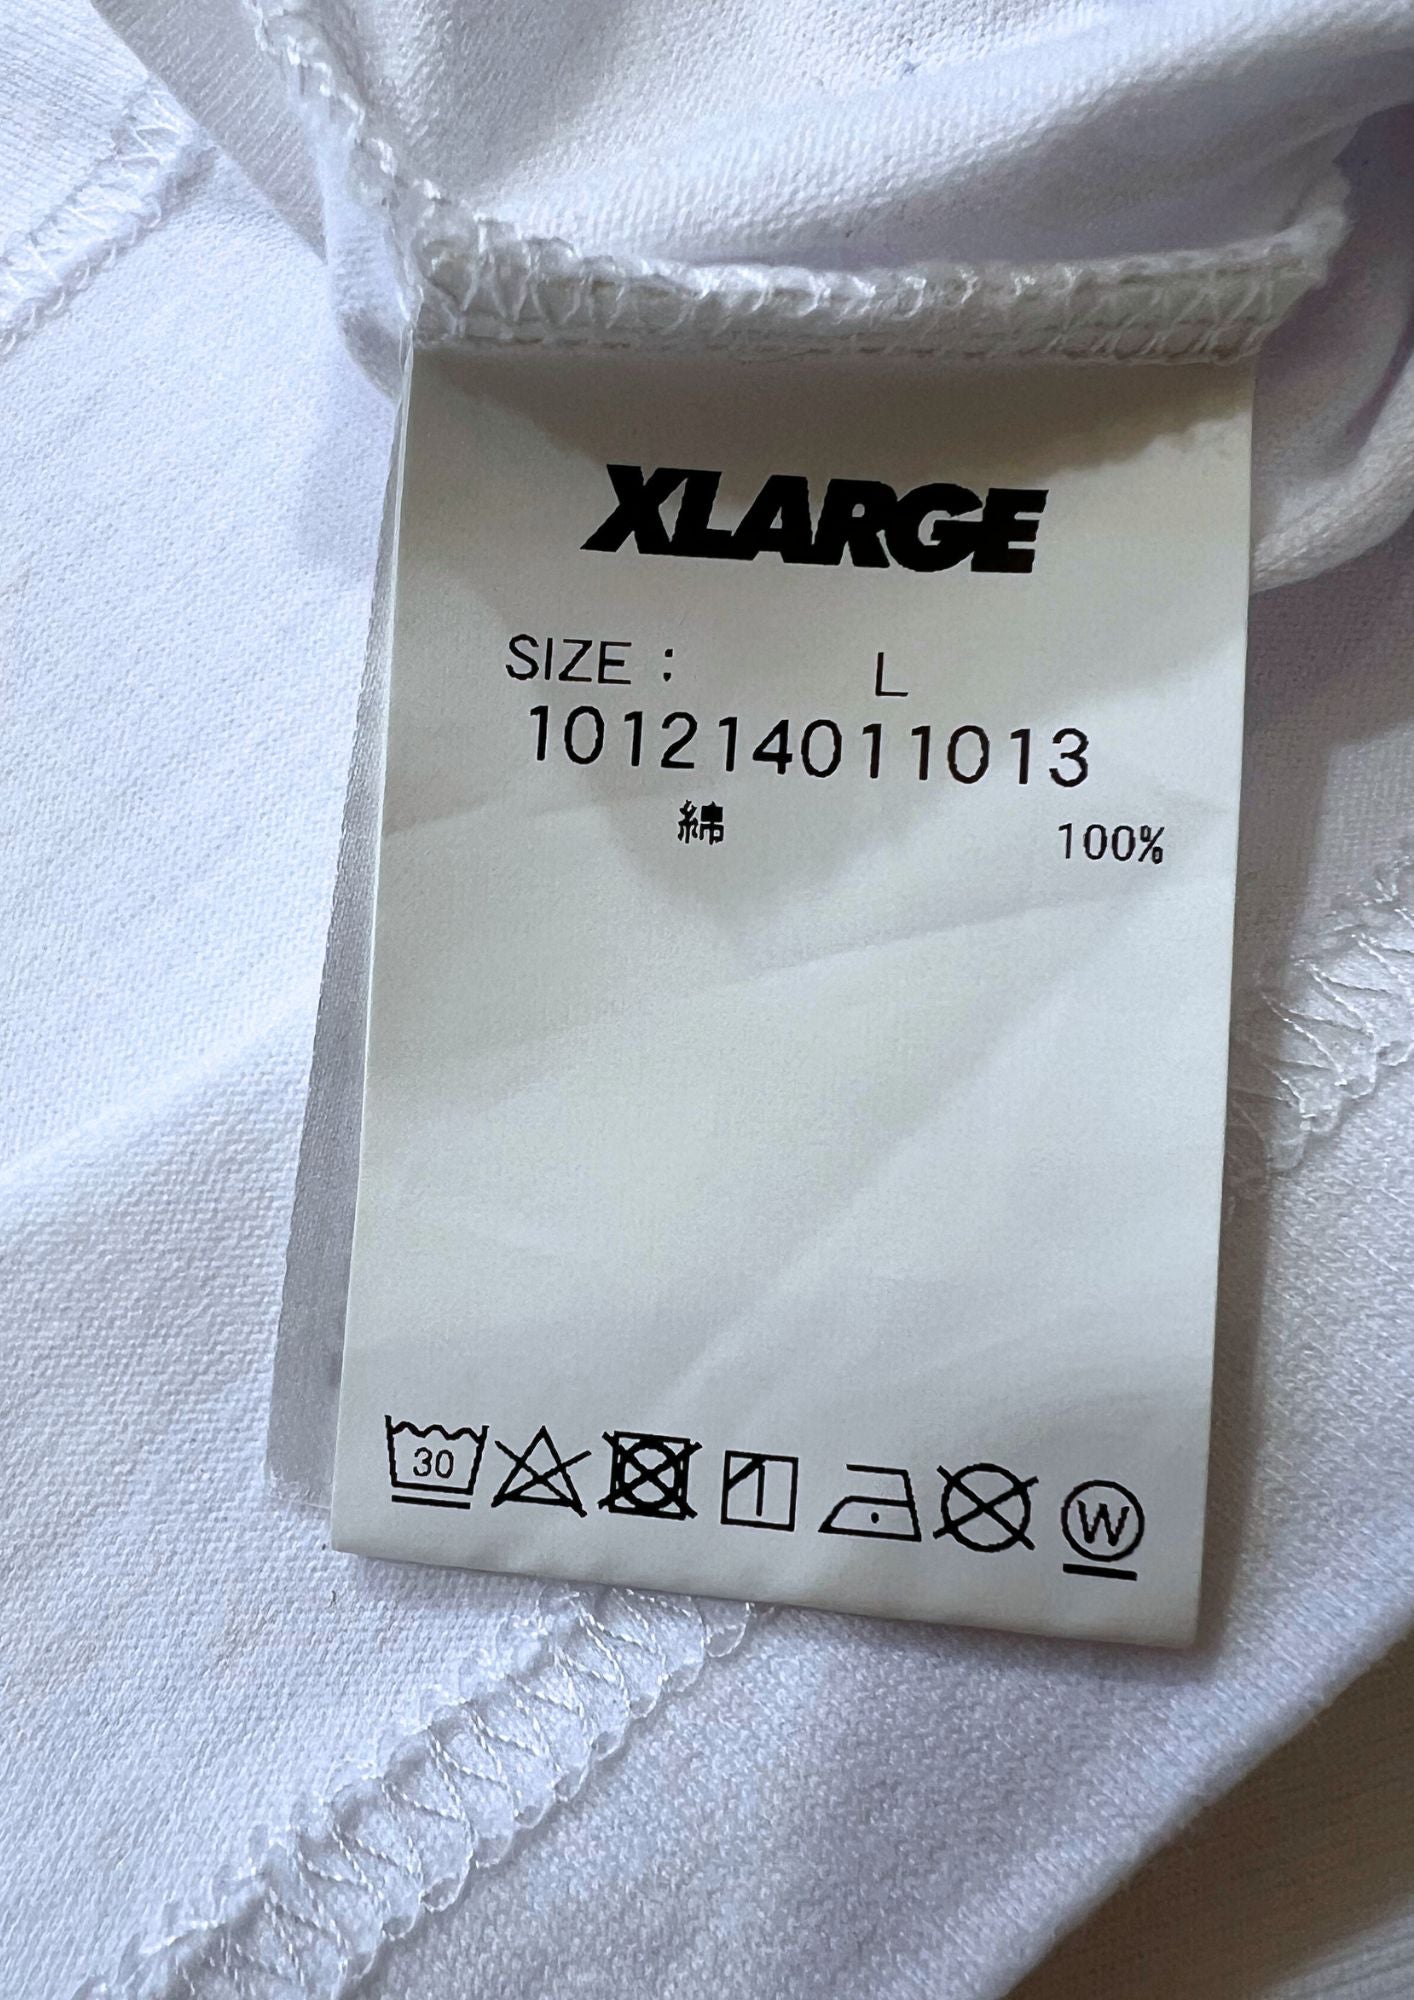 XLARGE
SIZE : L
101214011013
綿 100%
30 W